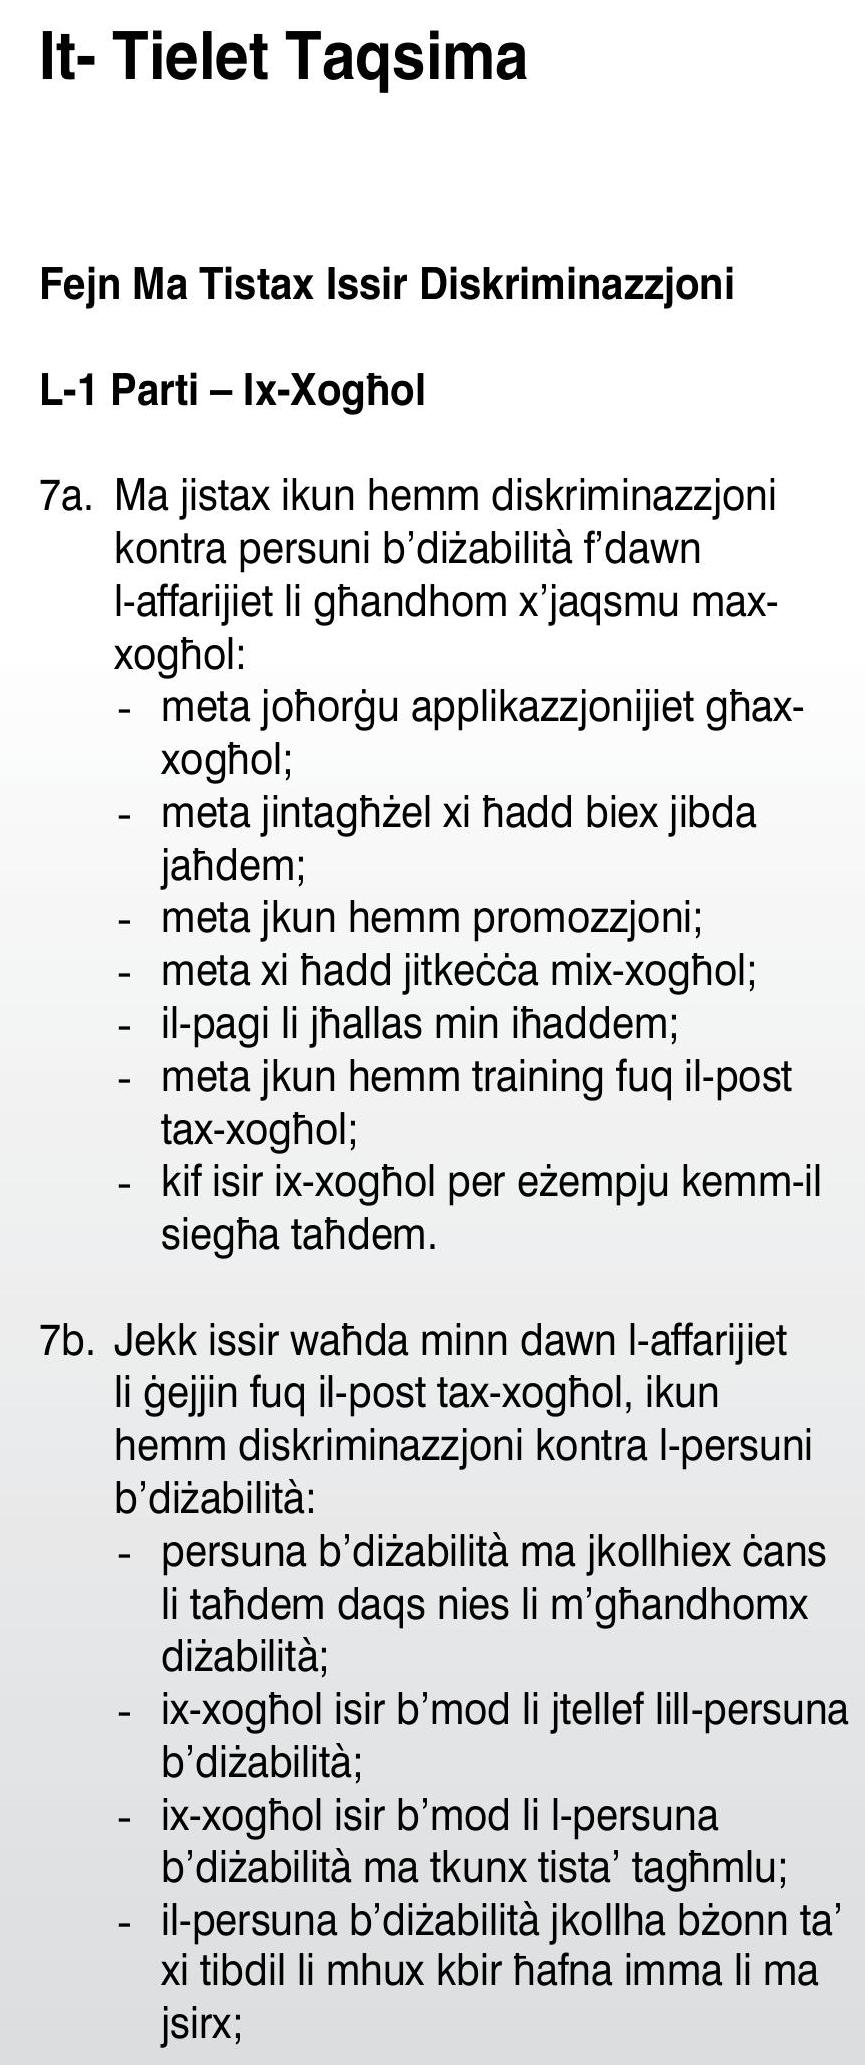 It- Tielet Taqsima
Fejn Ma Tistax Issir Diskriminazzjoni
L-1 Parti – Ix-Xogħol
7a. Ma jistax ikun hemm diskriminazzjoni
kontra persuni b’diżabilità f’dawn
l-affarijiet li għandhom x’jaqsmu max-
xogħol:
- meta joħorġu applikazzjonijiet għax-
xogħol;
- meta jintagħżel xi ħadd biex jibda
jaħdem;
- meta jkun hemm promozzjoni;
- meta xi ħadd jitkeċċa mix-xogħol;
- il-pagi li jħallas min iħaddem;
- meta jkun hemm training fuq il-post
tax-xogħol;
- kif isir ix-xogħol per eżempju kemm-il
siegħa taħdem.
7b. Jekk issir waħda minn dawn l-affarijiet
li ġejjin fuq il-post tax-xogħol, ikun
hemm diskriminazzjoni kontra l-persuni
b’diżabilità:
- persuna b’diżabilità ma jkollhiex ċans
li taħdem daqs nies li m’għandhomx
diżabilità;
- ix-xogħol isir b’mod li jtellef lill-persuna
b’diżabilità;
- ix-xogħol isir b’mod li l-persuna
b’diżabilità ma tkunx tista’ tagħmlu;
- il-persuna b’diżabilità jkollha bżonn ta’
xi tibdil li mhux kbir ħafna imma li ma
jsirx;